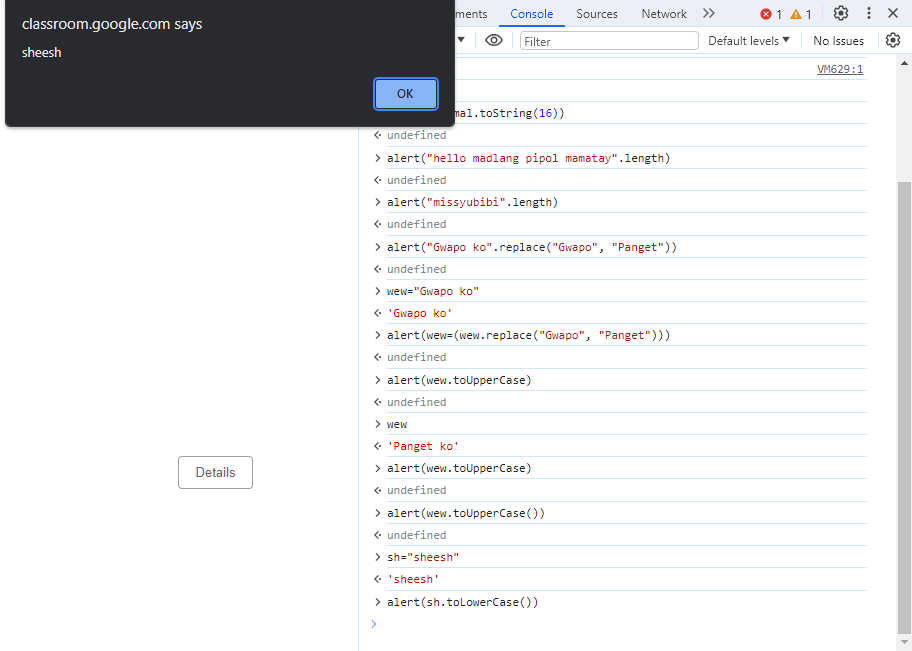 classroom.google.com says
sheesh
OK
Console
Sources
Network
1
1
Filter
Default levels
No Issues
VM629:1
.toString(16))
undefined
alert("hello madlang pipol mamatay".length)
undefined
alert("missyubibi".length)
undefined
alert("Gwapo ko".replace("Gwapo", "Panget"))
undefined
wew="Gwapo ko"
'Gwapo ko'
alert(wew=(wew.replace("Gwapo", "Panget")))
undefined
alert(wew.toUpperCase)
undefined
wew
'Panget ko'
alert(wew.toUpperCase)
undefined
alert(wew.toUpperCase())
undefined
sh="sheesh"
'sheesh'
alert(sh.toLowerCase())
Details